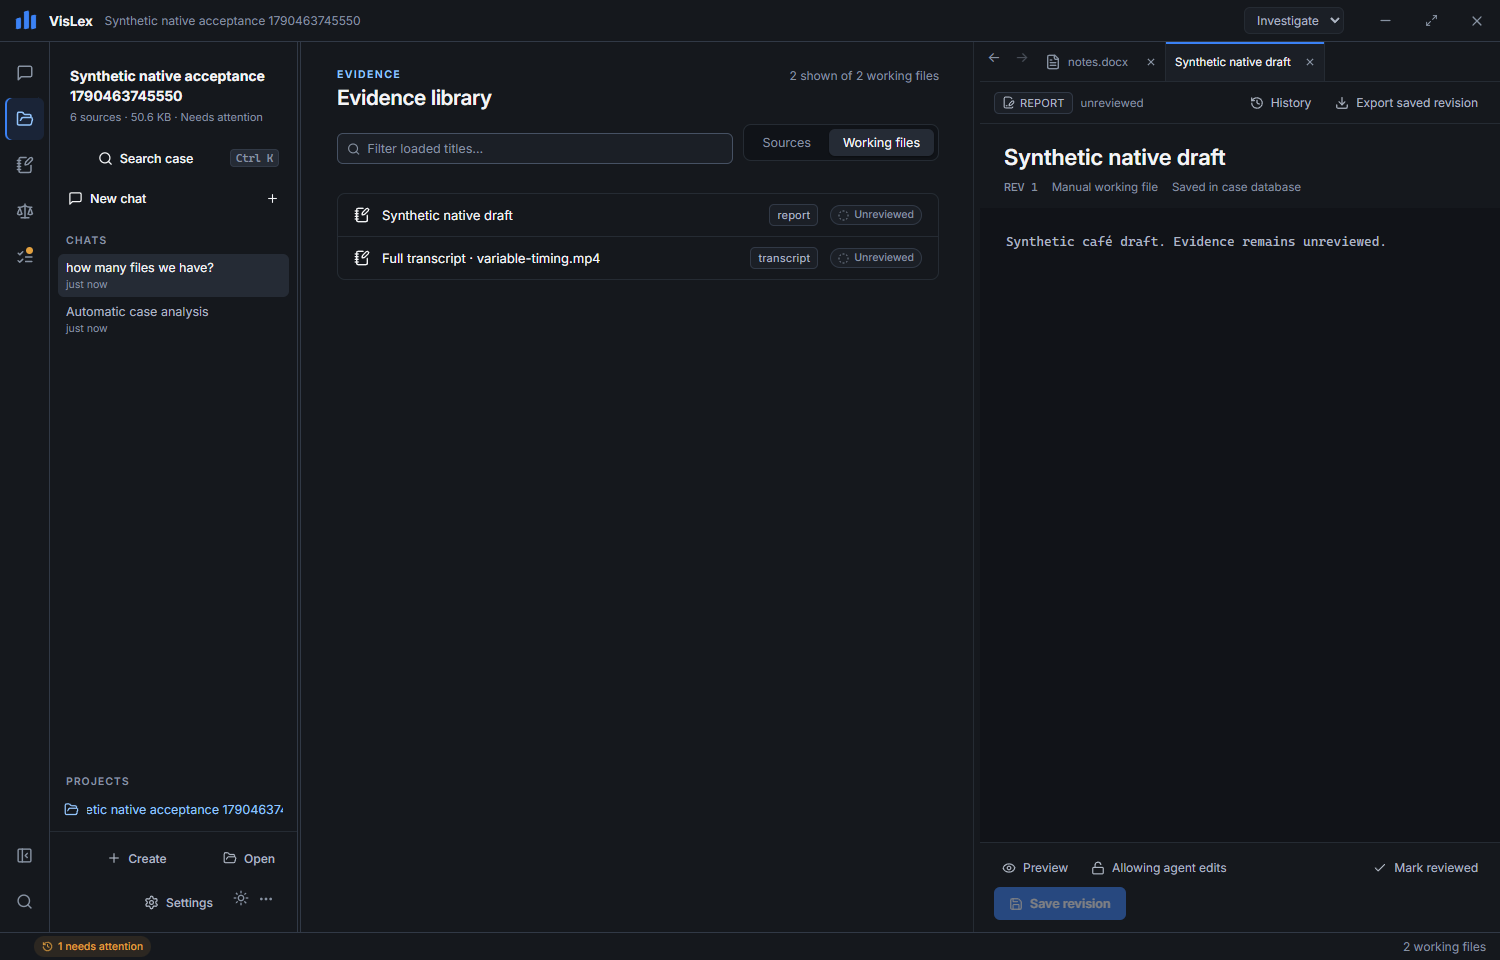 VisLex Synthetic native acceptance 1790463745550
Investigate
Synthetic native acceptance
1790463745550
6 sources · 50.6 KB · Needs attention
Search case Ctrl K
New chat
CHATS
how many files we have?
just now
Automatic case analysis
just now
PROJECTS
etic native acceptance 17904637
Create Open
Settings
1 needs attention
EVIDENCE
Evidence library
2 shown of 2 working files
Filter loaded titles...
Sources Working files
Synthetic native draft report Unreviewed
Full transcript · variable-timing.mp4 transcript Unreviewed
notes.docx Synthetic native draft
REPORT unreviewed History Export saved revision
Synthetic native draft
REV 1 Manual working file Saved in case database
Synthetic café draft. Evidence remains unreviewed.
Preview Allowing agent edits Mark reviewed
Save revision
2 working files